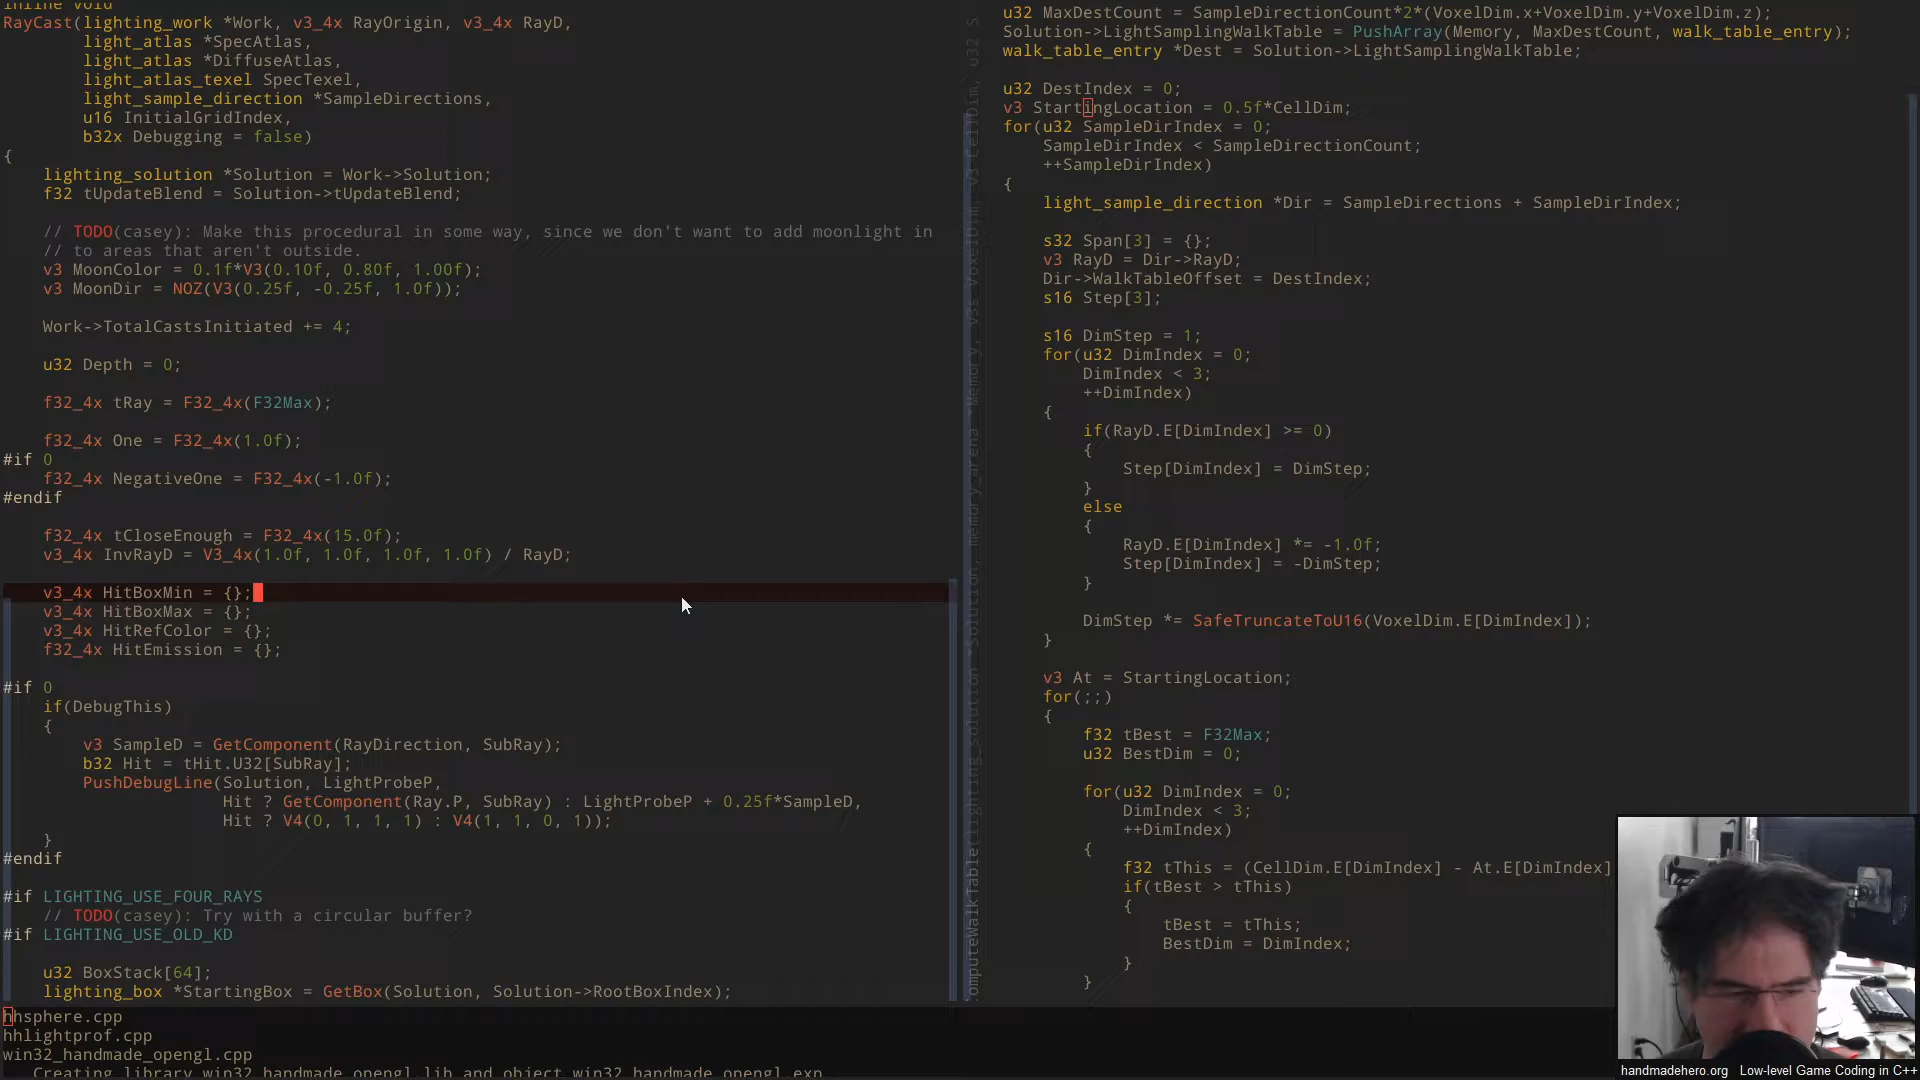 inline void
RayCast(lighting_work *Work, v3_4x RayOrigin, v3_4x RayD,
        light_atlas *SpecAtlas,
        light_atlas *DiffuseAtlas,
        light_atlas_texel SpecTexel,
        light_sample_direction *SampleDirections,
        u16 InitialGridIndex,
        b32x Debugging = false)
{
    lighting_solution *Solution = Work->Solution;
    f32 tUpdateBlend = Solution->tUpdateBlend;
    // TODO(casey): Make this procedural in some way, since we don't want to add moonlight in
    // to areas that aren't outside.
    v3 MoonColor = 0.1f*V3(0.10f, 0.80f, 1.00f);
    v3 MoonDir = NOZ(V3(0.25f, -0.25f, 1.0f));
    Work->TotalCastsInitiated += 4;
    u32 Depth = 0;
    f32_4x tRay = F32_4x(F32Max);
    f32_4x One = F32_4x(1.0f);
#if 0
    f32_4x NegativeOne = F32_4x(-1.0f);
#endif
    f32_4x tCloseEnough = F32_4x(15.0f);
    v3_4x InvRayD = V3_4x(1.0f, 1.0f, 1.0f, 1.0f) / RayD;
    v3_4x HitBoxMin = {};
    v3_4x HitBoxMax = {};
    v3_4x HitRefColor = {};
    f32_4x HitEmission = {};
#if 0
    if(DebugThis)
    {
        v3 SampleD = GetComponent(RayDirection, SubRay);
        b32 Hit = tHit.U32[SubRay];
        PushDebugLine(Solution, LightProbeP,
                      Hit ? GetComponent(Ray.P, SubRay) : LightProbeP + 0.25f*SampleD,
                      Hit ? V4(0, 1, 1, 1) : V4(1, 1, 0, 1));
    }
#endif
#if LIGHTING_USE_FOUR_RAYS
    // TODO(casey): Try with a circular buffer?
#if LIGHTING_USE_OLD_KD
    u32 BoxStack[64];
    lighting_box *StartingBox = GetBox(Solution, Solution->RootBoxIndex);
hhsphere.cpp
hhlightprof.cpp
win32_handmade_opengl.cpp
   Creating library win32_handmade_opengl.lib and object win32_handmade_opengl.exp
u32 MaxDestCount = SampleDirectionCount*2*(VoxelDim.x+VoxelDim.y+VoxelDim.z);
Solution->LightSamplingWalkTable = PushArray(Memory, MaxDestCount, walk_table_entry);
walk_table_entry *Dest = Solution->LightSamplingWalkTable;
u32 DestIndex = 0;
v3 StartingLocation = 0.5f*CellDim;
for(u32 SampleDirIndex = 0;
    SampleDirIndex < SampleDirectionCount;
    ++SampleDirIndex)
{
    light_sample_direction *Dir = SampleDirections + SampleDirIndex;
    s32 Span[3] = {};
    v3 RayD = Dir->RayD;
    Dir->WalkTableOffset = DestIndex;
    s16 Step[3];
    s16 DimStep = 1;
    for(u32 DimIndex = 0;
        DimIndex < 3;
        ++DimIndex)
    {
        if(RayD.E[DimIndex] >= 0)
        {
            Step[DimIndex] = DimStep;
        }
        else
        {
            RayD.E[DimIndex] *= -1.0f;
            Step[DimIndex] = -DimStep;
        }
        DimStep *= SafeTruncateToU16(VoxelDim.E[DimIndex]);
    }
    v3 At = StartingLocation;
    for(;;)
    {
        f32 tBest = F32Max;
        u32 BestDim = 0;
        for(u32 DimIndex = 0;
            DimIndex < 3;
            ++DimIndex)
        {
            f32 tThis = (CellDim.E[DimIndex] - At.E[DimIndex]
            if(tBest > tThis)
            {
                tBest = tThis;
                BestDim = DimIndex;
            }
        }
handmadehero.org   Low-level Game Coding in C++